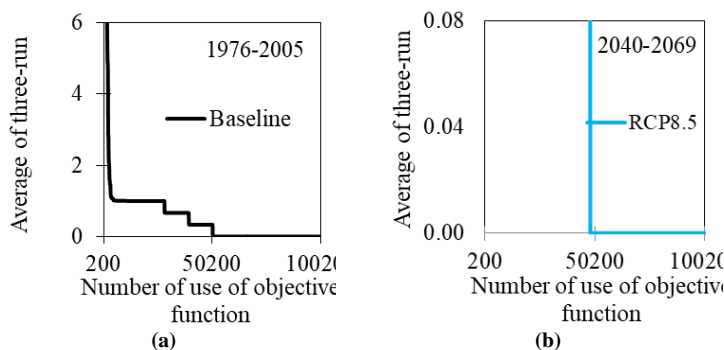 6
4
2
0
Average of three-run
1976-2005
Baseline
200
50200
10020
Number of use of objective
function
(a)
0.08
0.04
0.00
Average of three-run
2040-2069
RCP8.5
200
50200
10020
Number of use of objective
function
(b)